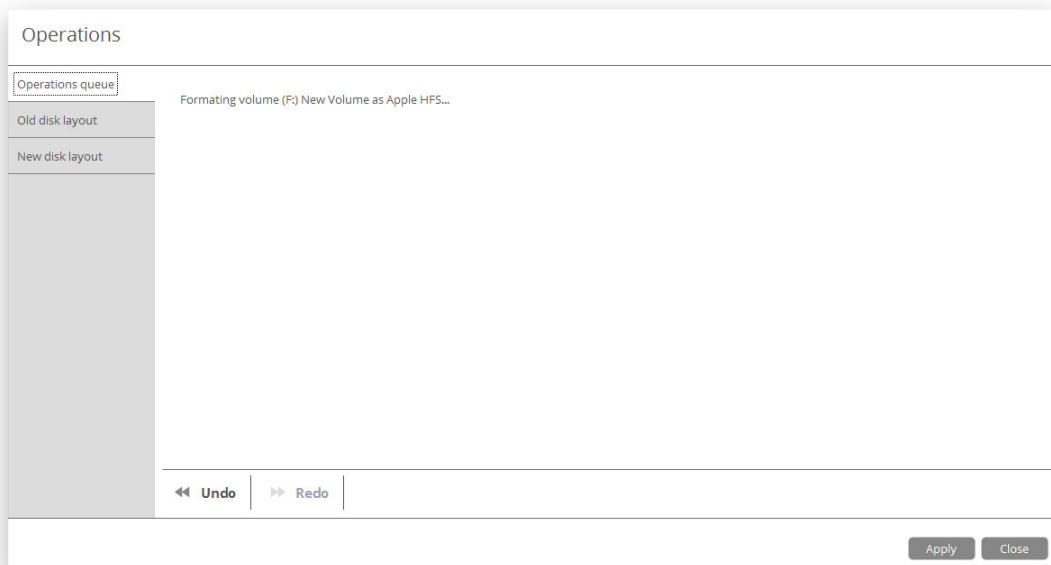 Operations
Operations queue
Old disk layout
New disk layout
Formating volume (F:) New Volume as Apple HFS...
Undo
Redo
Apply
Close